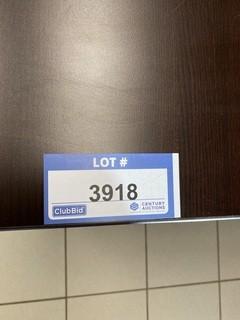 LOT #
3918
ClubBid
CENTURY
AUCTIONS